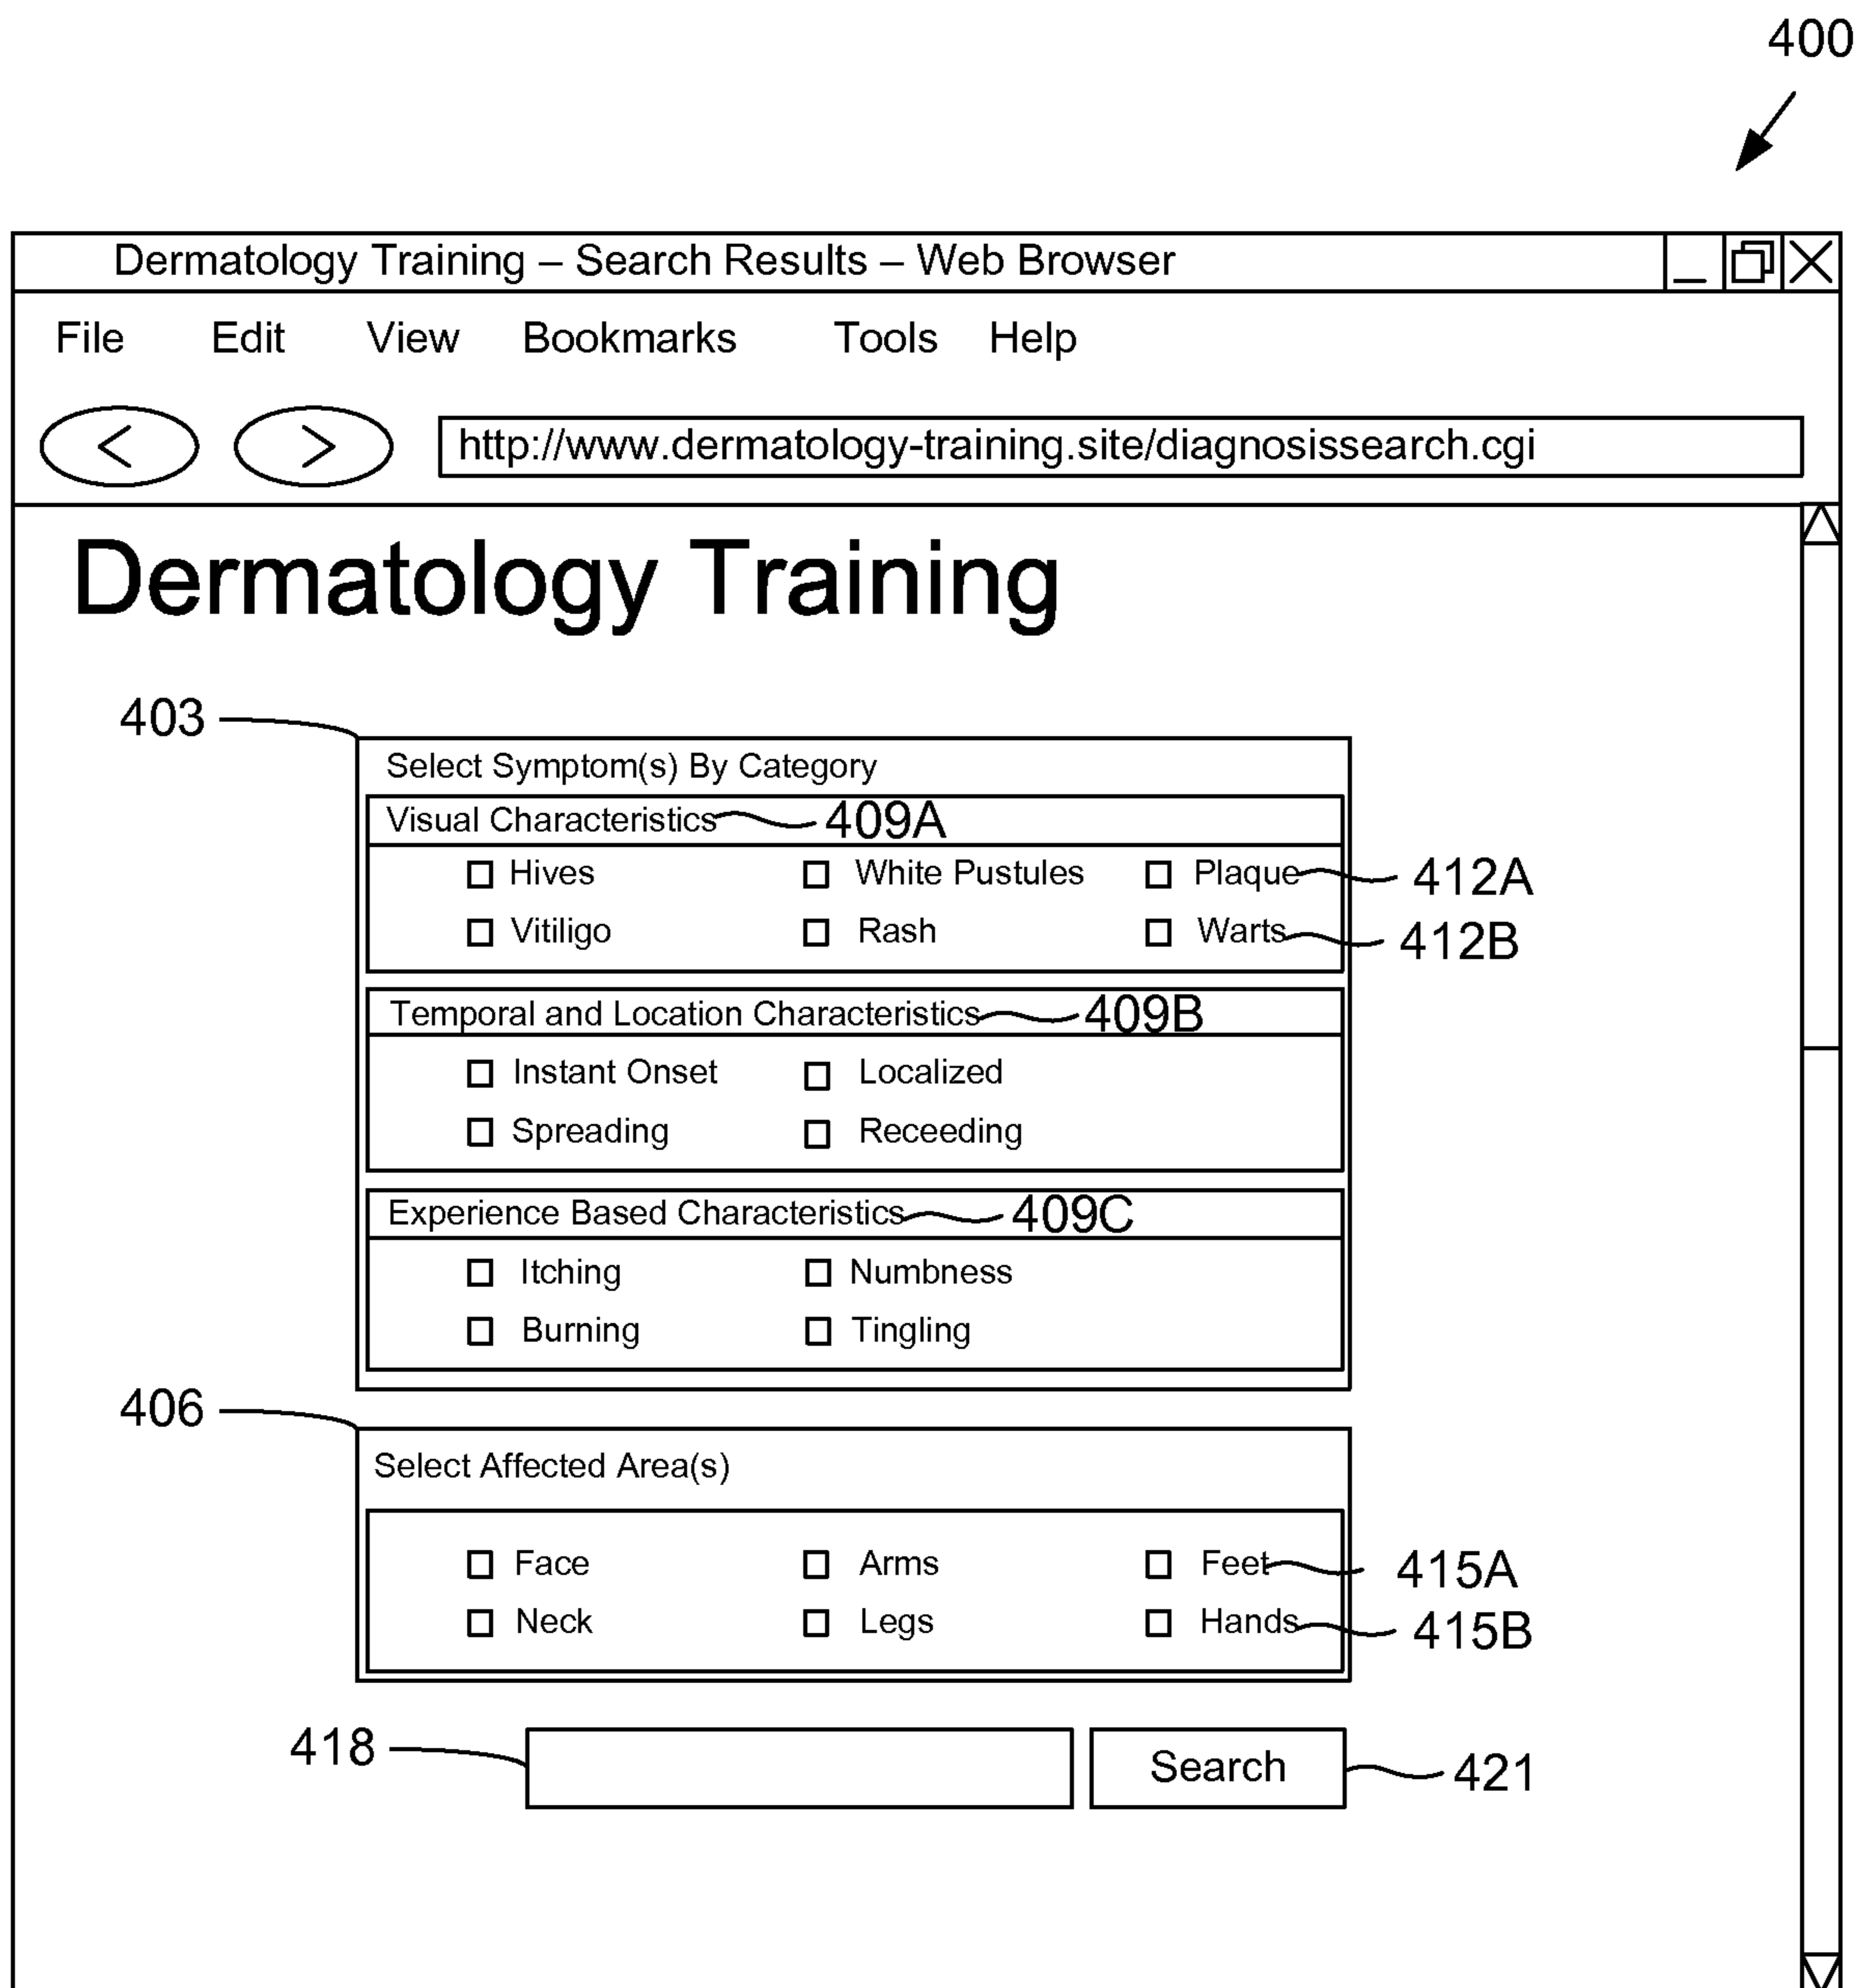 400
Dermatology Training – Search Results – Web Browser
File Edit View Bookmarks Tools Help
< > http://www.dermatology-training.site/diagnosissearch.cgi
Dermatology Training
403
Select Symptom(s) By Category
Visual Characteristics 409A
Hives White Pustules Plaque 412A
Vitiligo Rash Warts 412B
Temporal and Location Characteristics 409B
Instant Onset Localized
Spreading Receeding
Experience Based Characteristics 409C
Itching Numbness
Burning Tingling
406
Select Affected Area(s)
Face Arms Feet 415A
Neck Legs Hands 415B
418 Search 421